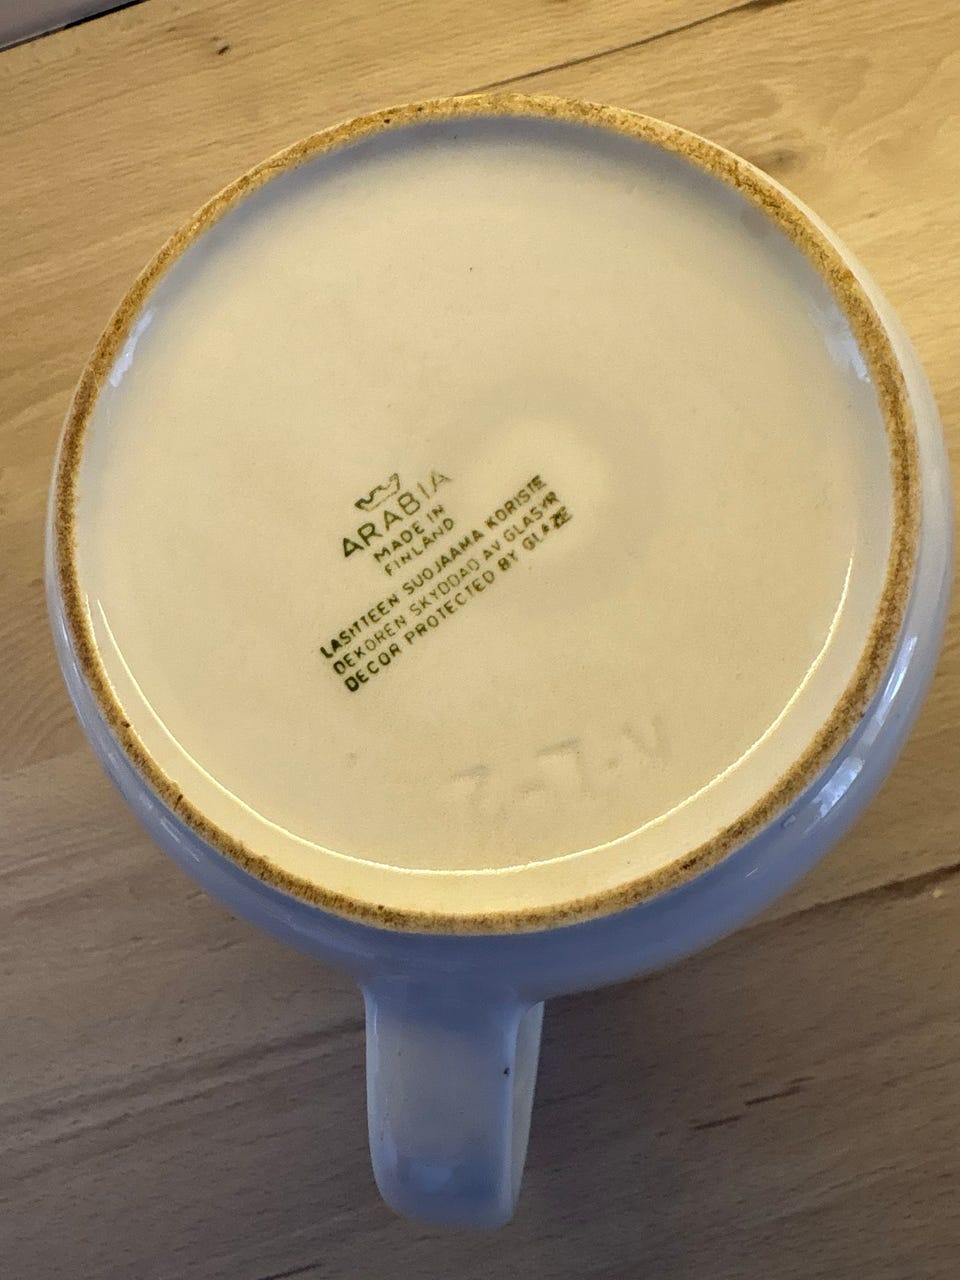 ARABIA
MADE IN
FINLAND
LASITTEEN SUOJAAMA KORISTE
DEKOREN SKYDDAD AV GLASYR
DECOR PROTECTED BY GLAZE